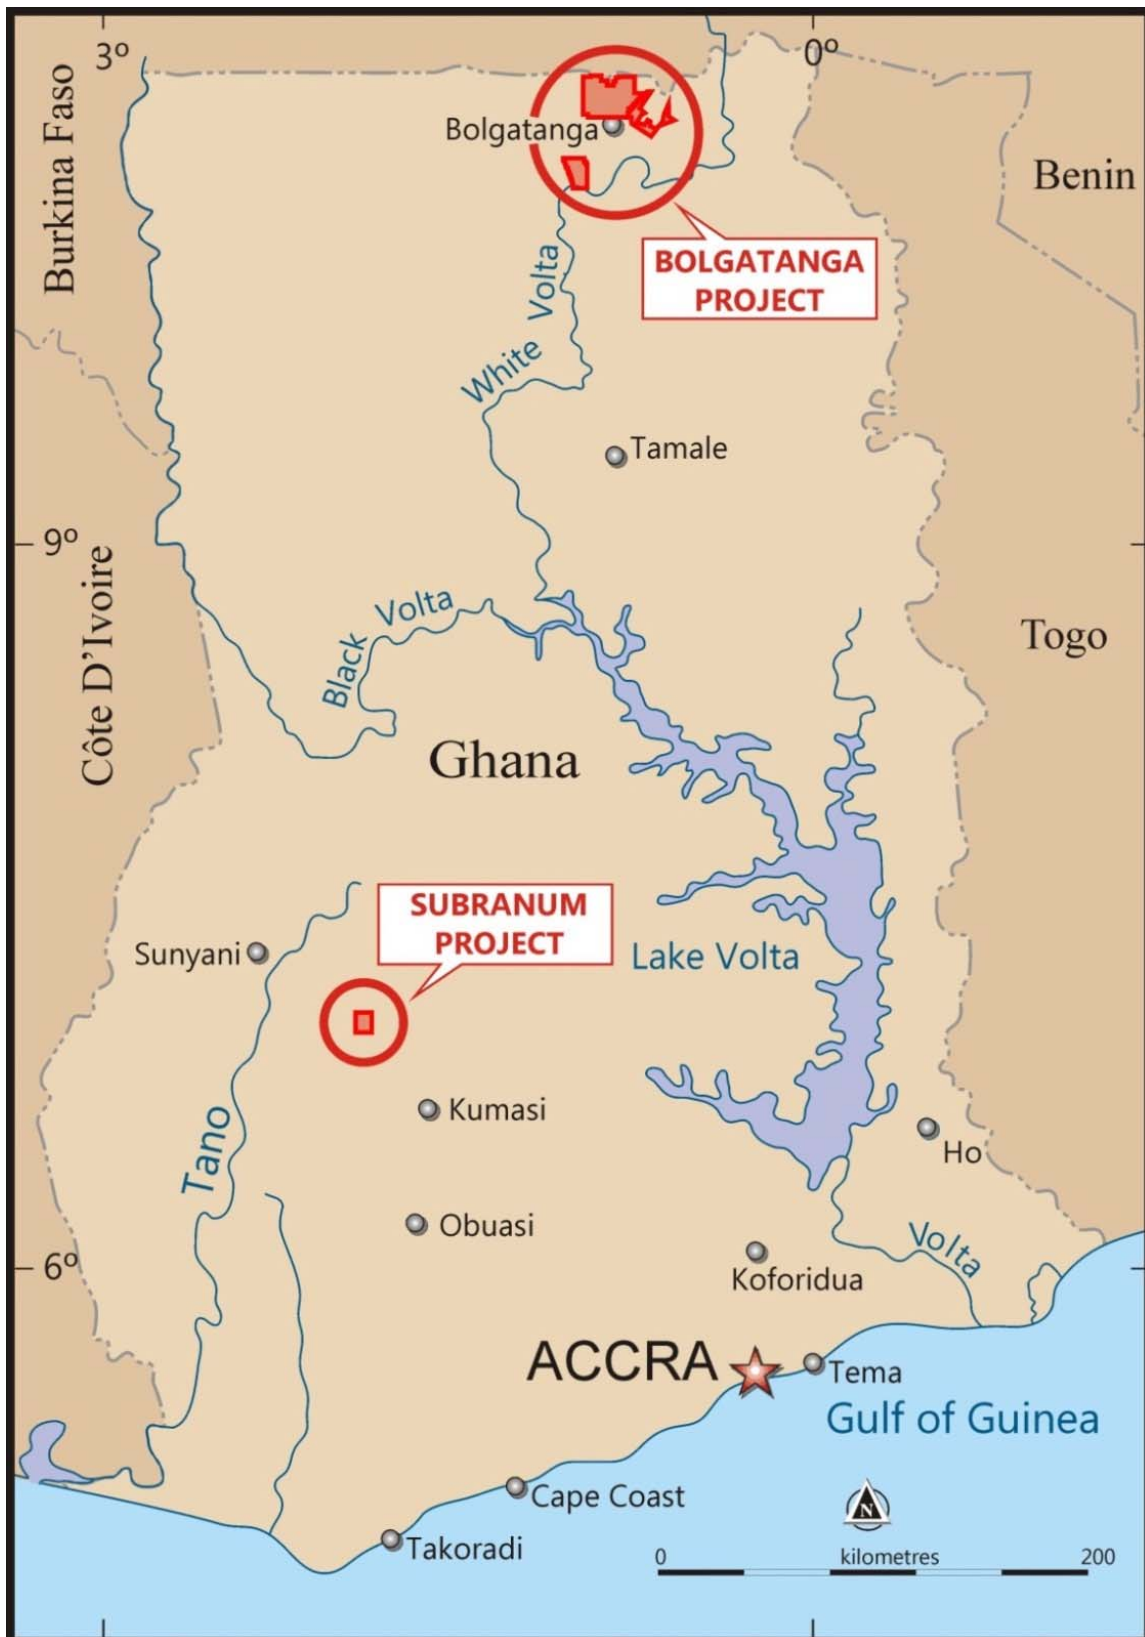 3º
0º
Burkina Faso
Bolgatanga
Benin
BOLGATANGA
PROJECT
White Volta
Tamale
9º
Côte D'Ivoire
Black Volta
Togo
Ghana
SUBRANUM
PROJECT
Sunyani
Lake Volta
Kumasi
Tano
Ho
Obuasi
Volta
6º
Koforidua
ACCRA
Tema
Gulf of Guinea
Cape Coast
N
Takoradi
0 kilometres 200